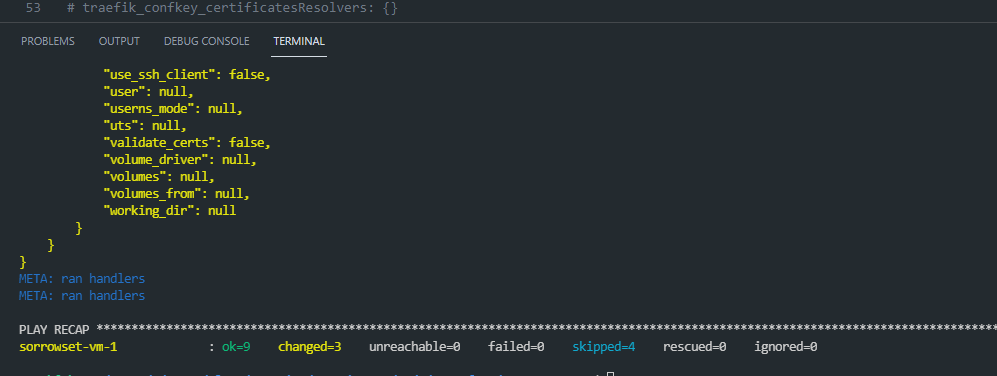 53 # traefik_confkey_certificatesResolvers: {}
PROBLEMS OUTPUT DEBUG CONSOLE TERMINAL
"use_ssh_client": false,
"user": null,
"userns_mode": null,
"uts": null,
"validate_certs": false,
"volume_driver": null,
"volumes": null,
"volumes_from": null,
"working_dir": null
}
}
}
META: ran handlers
META: ran handlers
PLAY RECAP *********************************************************************************************************************************
sorrowset-vm-1 : ok=9 changed=3 unreachable=0 failed=0 skipped=4 rescued=0 ignored=0